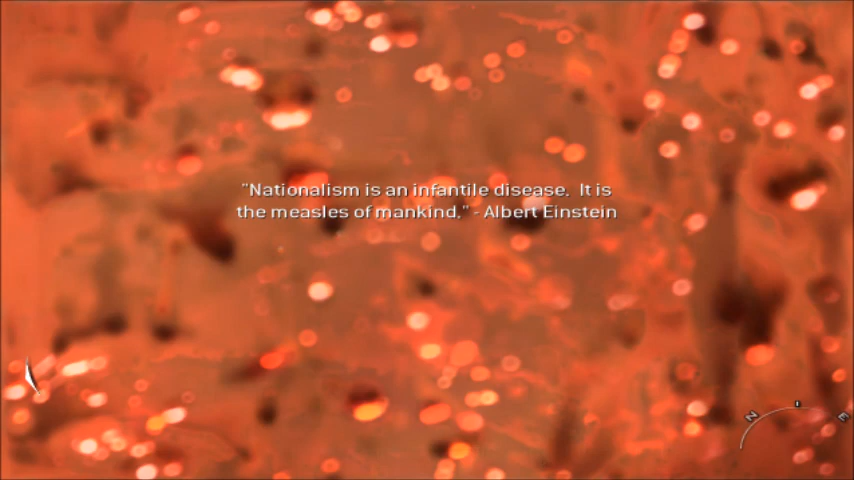 "Nationalism is an infantile disease.  It is
the measles of mankind." - Albert Einstein
N
E